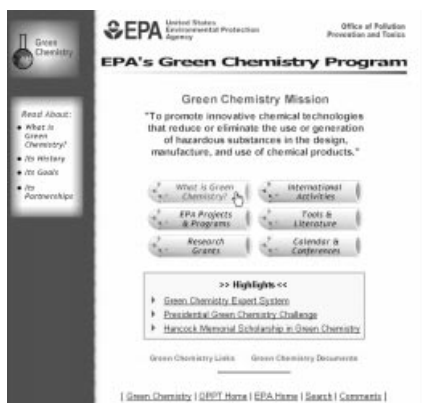 Green
Chemistry
EPA United States
Environmental Protection
Agency
Office of Pollution
Prevention and Toxics
EPA's Green Chemistry Program
Read About:
What is
Green
Chemistry?
Its History
Its Goals
Its
Partnerships
Green Chemistry Mission
"To promote innovative chemical technologies
that reduce or eliminate the use or generation
of hazardous substances in the design,
manufacture, and use of chemical products."
What is Green
Chemistry?
International
Activities
EPA Projects
& Programs
Tools &
Literature
Research
Grants
Calendar &
Conferences
>> Highlights <<
Green Chemistry Expert System
Presidential Green Chemistry Challenge
Hancock Memorial Scholarship in Green Chemistry
Green Chemistry Links Green Chemistry Documents
[ Green Chemistry | OPPT Home | EPA Home | Search | Comments ]